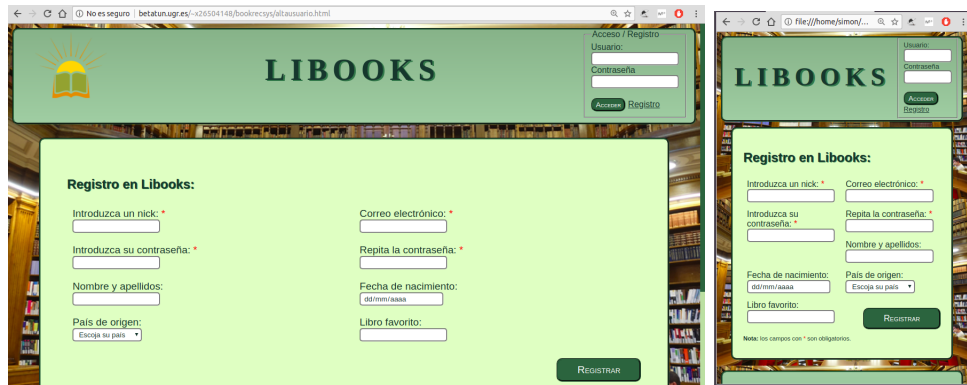 No es seguro | betatun.ugr.es/~x26504148/bookrecsys/altausuario.html
LIBOOKS
Acceso / Registro
Usuario:
Contraseña
Acceder
Registro
Registro en Libooks:
Introduzca un nick: *
Correo electrónico: *
Introduzca su contraseña: *
Repita la contraseña: *
Nombre y apellidos:
Fecha de nacimiento:
dd/mm/aaaa
País de origen:
Escoja su país
Libro favorito:
Registrar
file:///home/simon/...
LIBOOKS
Usuario:
Contraseña
Acceder
Registro
Registro en Libooks:
Introduzca un nick: *
Correo electrónico: *
Introduzca su
contraseña: *
Repita la contraseña: *
Nombre y apellidos:
Fecha de nacimiento:
dd/mm/aaaa
País de origen:
Escoja su país
Libro favorito:
Registrar
Nota: los campos con * son obligatorios.